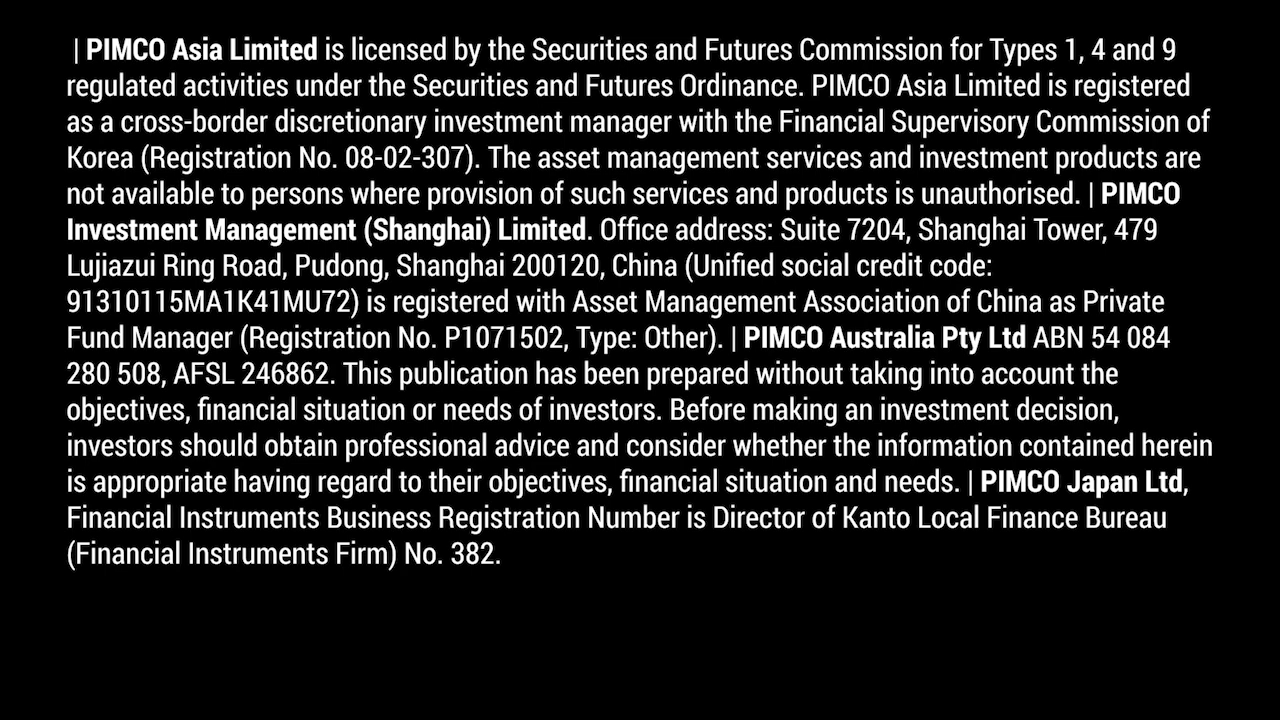 | PIMCO Asia Limited is licensed by the Securities and Futures Commission for Types 1, 4 and 9
regulated activities under the Securities and Futures Ordinance. PIMCO Asia Limited is registered
as a cross-border discretionary investment manager with the Financial Supervisory Commission of
Korea (Registration No. 08-02-307). The asset management services and investment products are
not available to persons where provision of such services and products is unauthorised. | PIMCO
Investment Management (Shanghai) Limited. Office address: Suite 7204, Shanghai Tower, 479
Lujiazui Ring Road, Pudong, Shanghai 200120, China (Unified social credit code:
91310115MA1K41MU72) is registered with Asset Management Association of China as Private
Fund Manager (Registration No. P1071502, Type: Other). | PIMCO Australia Pty Ltd ABN 54 084
280 508, AFSL 246862. This publication has been prepared without taking into account the
objectives, financial situation or needs of investors. Before making an investment decision,
investors should obtain professional advice and consider whether the information contained herein
is appropriate having regard to their objectives, financial situation and needs. | PIMCO Japan Ltd,
Financial Instruments Business Registration Number is Director of Kanto Local Finance Bureau
(Financial Instruments Firm) No. 382.